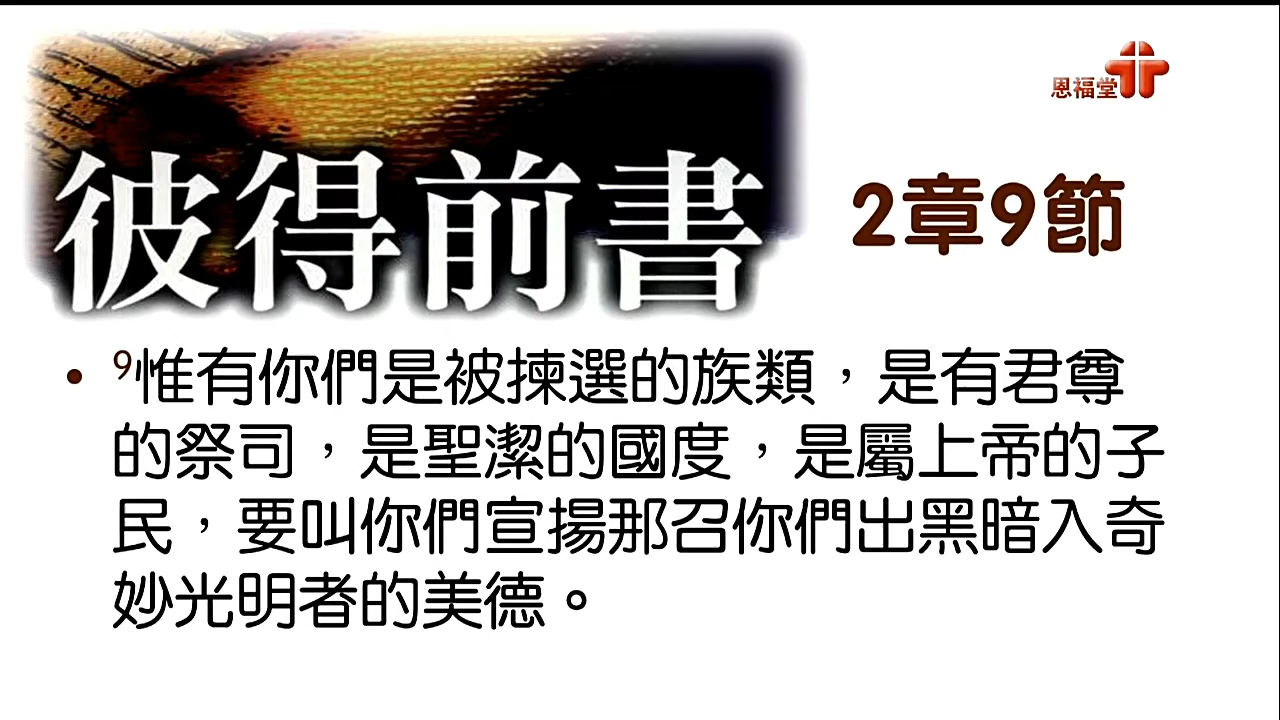 恩福堂
彼得前書
2章9節
• 9惟有你們是被揀選的族類，是有君尊
的祭司，是聖潔的國度，是屬上帝的子
民，要叫你們宣揚那召你們出黑暗入奇
妙光明者的美德。